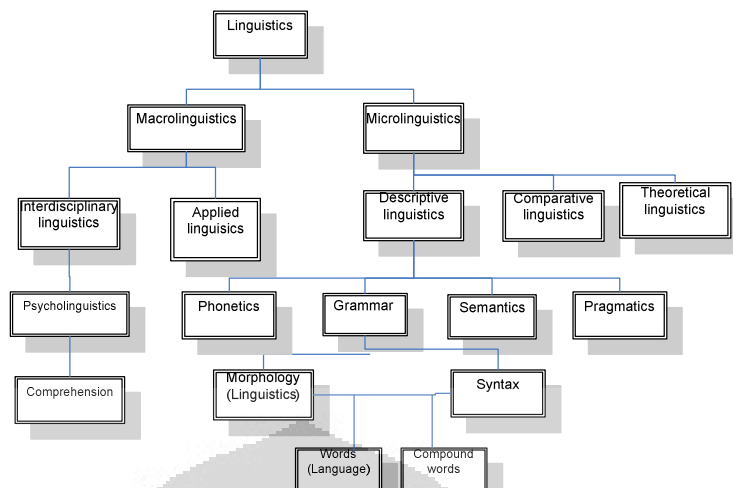 Linguistics
Macrolinguistics
Microlinguistics
Interdisciplinary
linguistics
Applied
linguisics
Descriptive
linguistics
Comparative
linguistics
Theoretical
linguistics
Psycholinguistics
Phonetics
Grammar
Semantics
Pragmatics
Comprehension
Morphology
(Linguistics)
Syntax
Words
(Language)
Compound
words